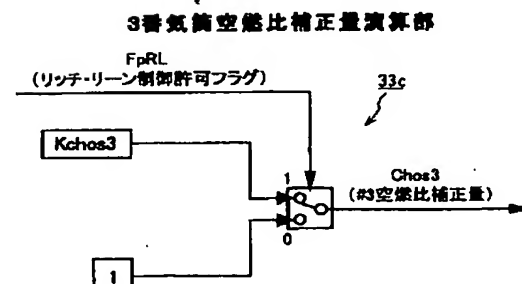 3番気筒空燃比補正量演算部
FpRL
(リッチ・リーン制御許可フラグ)
33c
Kchos3
1
Chos3
(#3空燃比補正量)
0
1